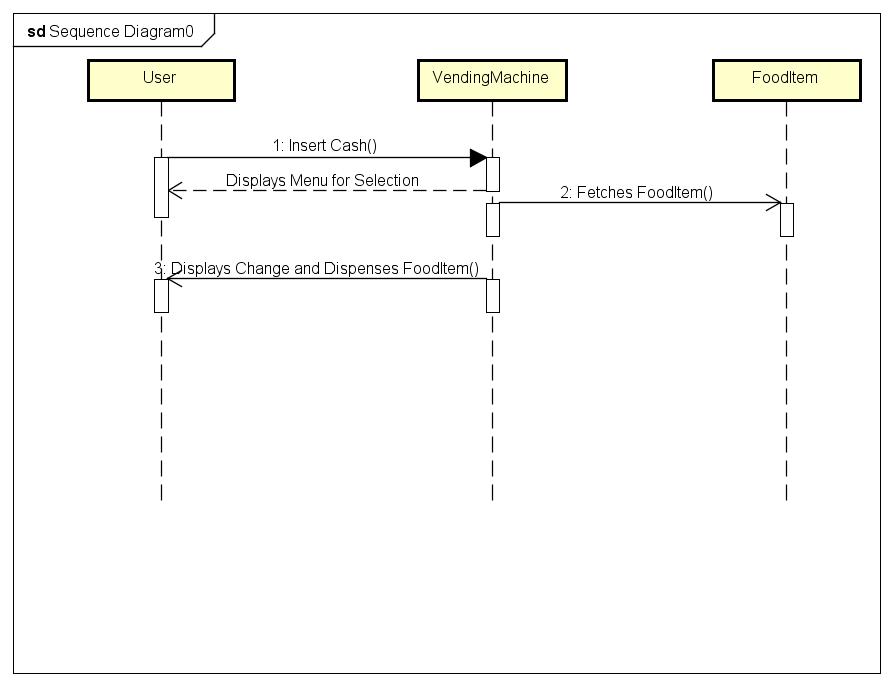 sd Sequence Diagram0
User
VendingMachine
FoodItem
1: Insert Cash()
Displays Menu for Selection
2: Fetches FoodItem()
3: Displays Change and Dispenses FoodItem()